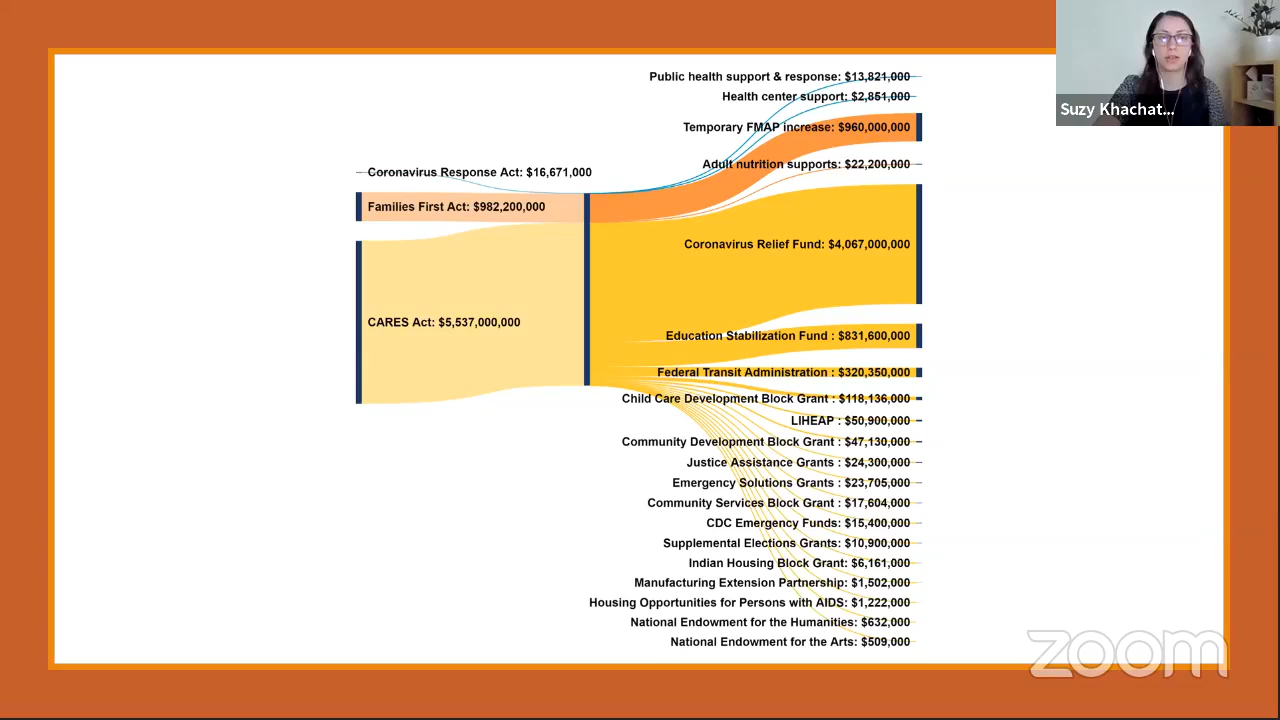 Public health support & response: $13,821,000
Health center support: $2,851,000
Temporary FMAP increase: $960,000,000
Adult nutrition supports: $22,200,000
Coronavirus Response Act: $16,671,000
Families First Act: $982,200,000
Coronavirus Relief Fund: $4,067,000,000
CARES Act: $5,537,000,000
Education Stabilization Fund : $831,600,000
Federal Transit Administration : $320,350,000
Child Care Development Block Grant : $118,136,000
LIHEAP : $50,900,000
Community Development Block Grant : $47,130,000
Justice Assistance Grants : $24,300,000
Emergency Solutions Grants : $23,705,000
Community Services Block Grant : $17,604,000
CDC Emergency Funds: $15,400,000
Supplemental Elections Grants: $10,900,000
Indian Housing Block Grant: $6,161,000
Manufacturing Extension Partnership: $1,502,000
Housing Opportunities for Persons with AIDS: $1,222,000
National Endowment for the Humanities: $632,000
National Endowment for the Arts: $509,000
Suzy Khachat...
zoom